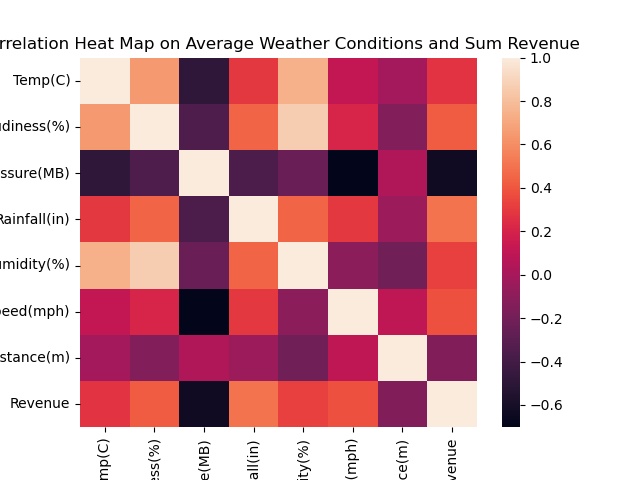 rrelation Heat Map on Average Weather Conditions and Sum Revenue
Temp(C)
udiness(%)
ssure(MB)
Rainfall(in)
umidity(%)
peed(mph)
stance(m)
Revenue
mp(C)
ess(%)
e(MB)
all(in)
ity(%)
(mph)
ce(m)
venue
1.0
0.8
0.6
0.4
0.2
0.0
−0.2
−0.4
−0.6